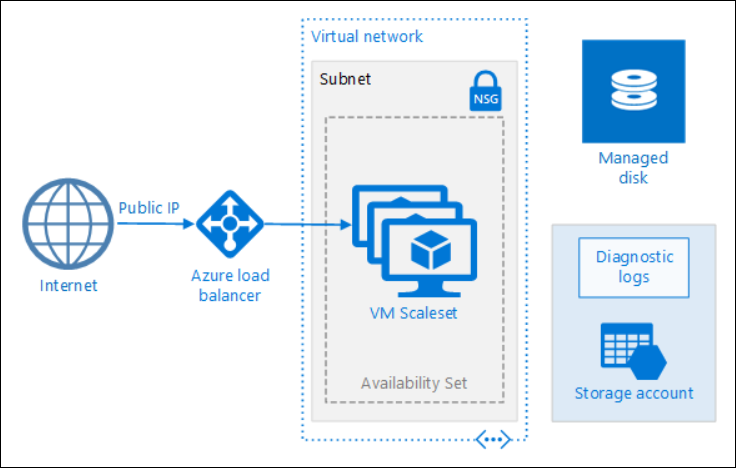 Virtual network
Subnet
NSG
Managed
disk
Public IP
Internet
Azure load
balancer
VM Scaleset
Availability Set
Diagnostic
logs
Storage account